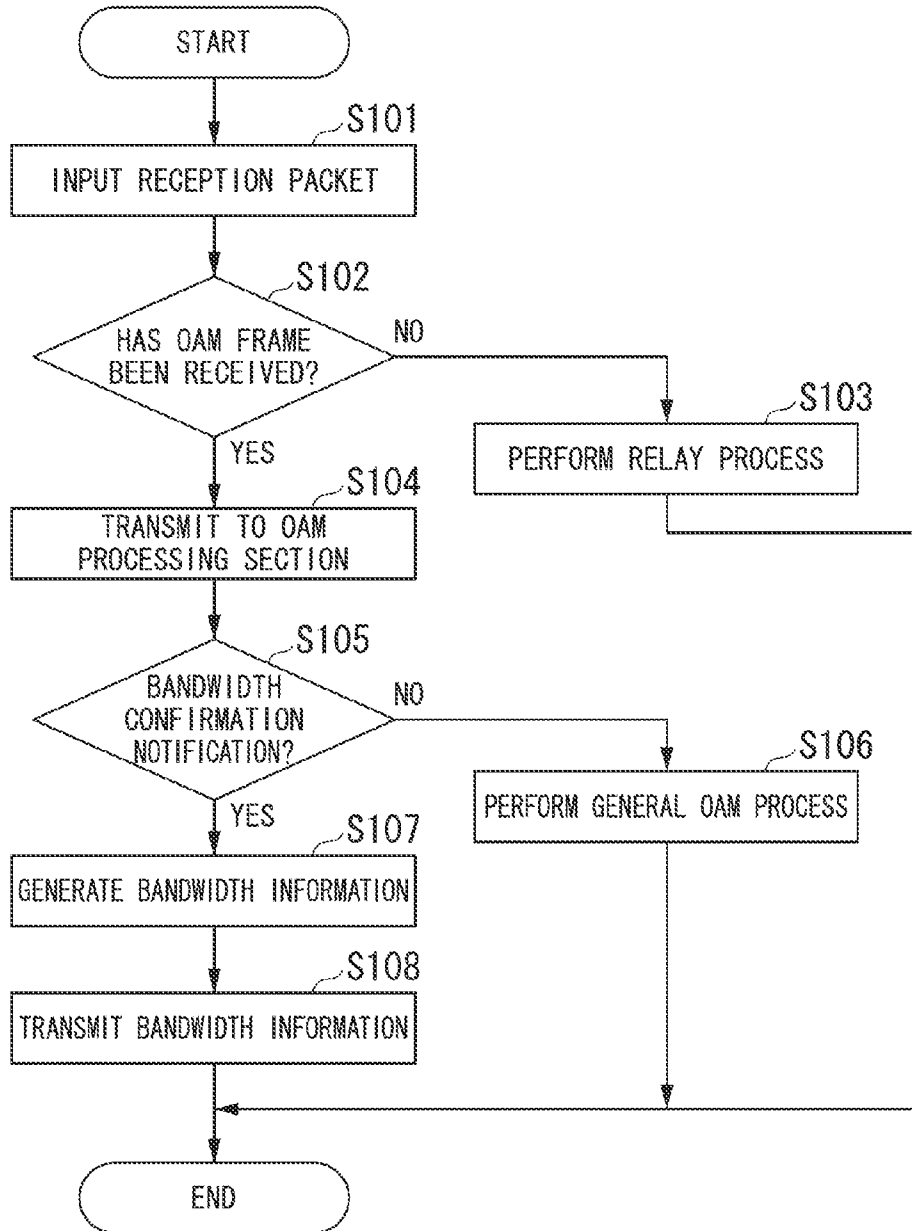 START
S101
INPUT RECEPTION PACKET
S102
HAS OAM FRAME
BEEN RECEIVED?
NO
YES
S103
PERFORM RELAY PROCESS
S104
TRANSMIT TO OAM
PROCESSING SECTION
S105
BANDWIDTH
CONFIRMATION
NOTIFICATION?
NO
YES
S106
PERFORM GENERAL OAM PROCESS
S107
GENERATE BANDWIDTH INFORMATION
S108
TRANSMIT BANDWIDTH INFORMATION
END